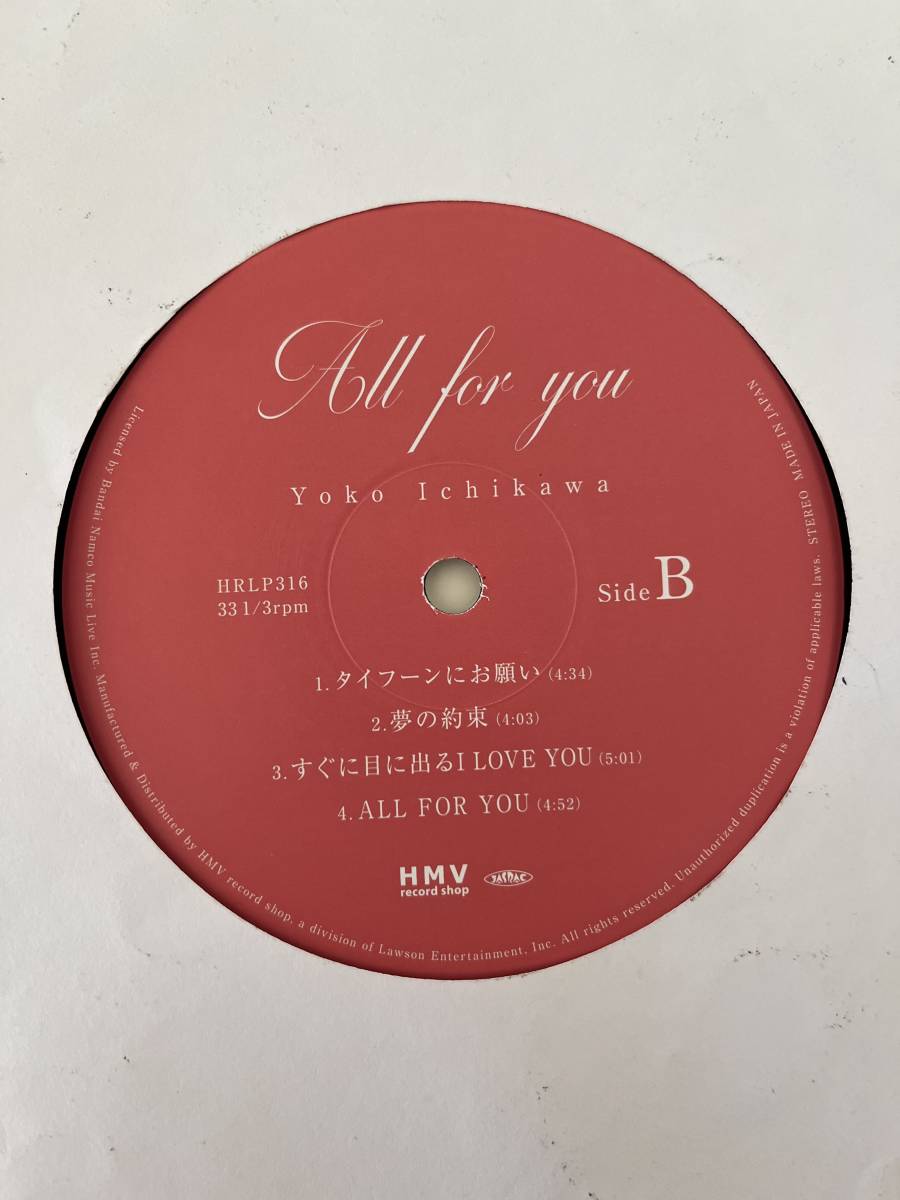 All for you
Yoko Ichikawa
HRLP316
33 1/3rpm
Side B
1. タイフーンにお願い (4:34)
2. 夢の約束 (4:03)
3. すぐに目に出るI LOVE YOU (5:01)
4. ALL FOR YOU (4:52)
HMV
record shop
JASRAC
Licensed by Bandai Namco Music Live Inc. Manufactured & Distributed by HMV record shop, a division of Lawson Entertainment, Inc. All rights reserved. Unauthorized duplication is a violation of applicable laws. STEREO MADE IN JAPAN